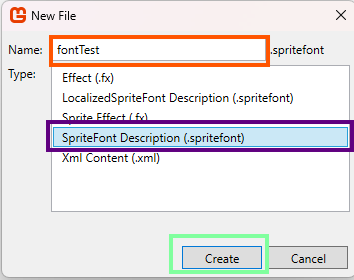 New File
Name: fontTest .spritefont
Type:
Effect (.fx)
LocalizedSpriteFont Description (.spritefont)
Sprite Effect (.fx)
SpriteFont Description (.spritefont)
Xml Content (.xml)
Create Cancel